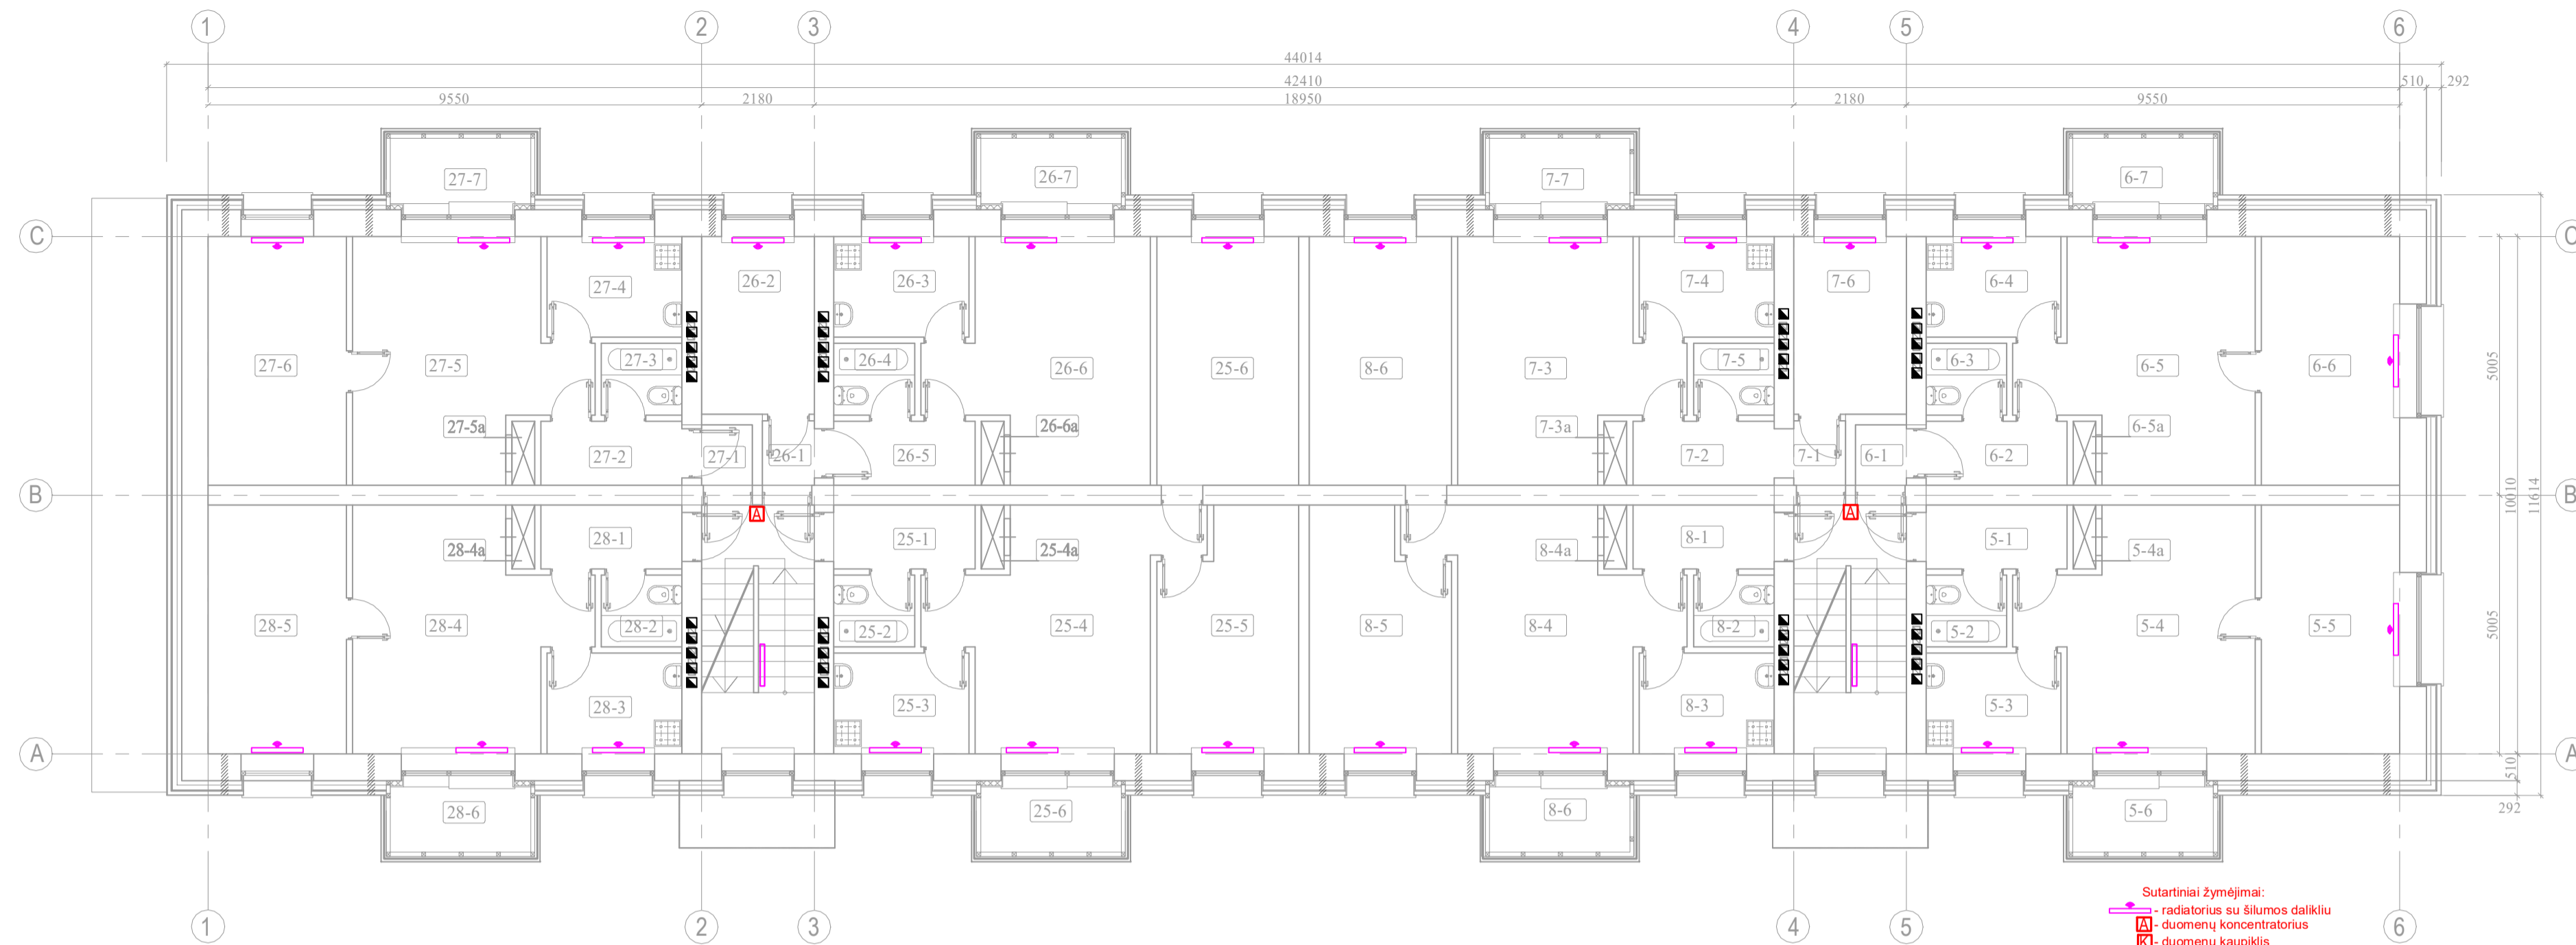 1 2 3 4 5 6
44014
42410 510 292
9550 2180 18950 2180 9550
27-7 26-7 7-7 6-7
C C
27-4 26-2 26-3 7-4 7-6 6-4
27-6 27-5 27-3 26-4 26-6 25-6 8-6 7-3 7-5 6-3 6-5 6-6
5005
27-5a 26-6a 7-3a 6-5a
27-2 27-1 26-1 26-5 7-2 7-1 6-1 6-2
B B
10010 11614
A A
28-4a 28-1 25-1 25-4a 8-4a 8-1 5-1 5-4a
28-5 28-4 28-2 25-2 25-4 25-5 8-5 8-4 8-2 5-2 5-4 5-5
5005
28-3 25-3 8-3 5-3
A A
510
28-6 25-6 8-6 5-6
292
Sutartiniai žymėjimai:
- radiatorius su šilumos dalikliu
A - duomenų koncentratorius
K - duomenų kaupiklis
1 2 3 4 5 6